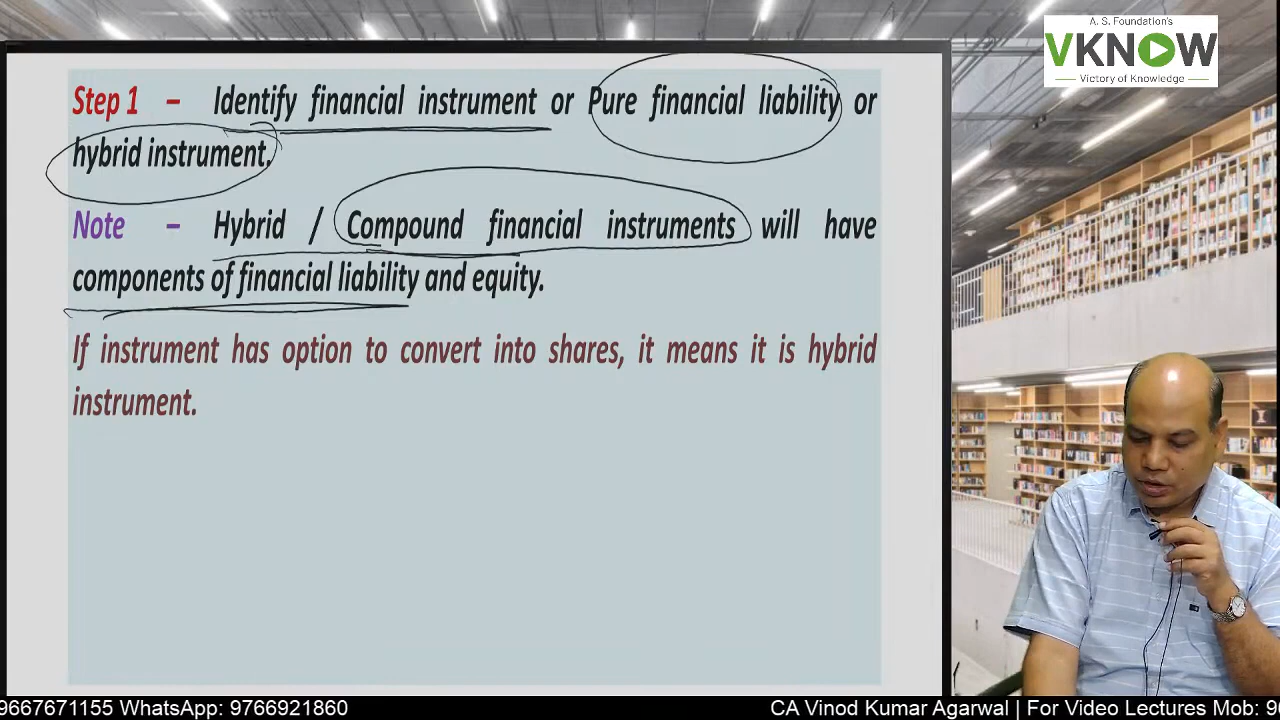 A. S. Foundation's
VKNOW
Victory of Knowledge
Step 1 – Identify financial instrument or Pure financial liability or
hybrid instrument.
Note – Hybrid / Compound financial instruments will have
components of financial liability and equity.
If instrument has option to convert into shares, it means it is hybrid
instrument.
9667671155 WhatsApp: 9766921860
CA Vinod Kumar Agarwal | For Video Lectures Mob: 96